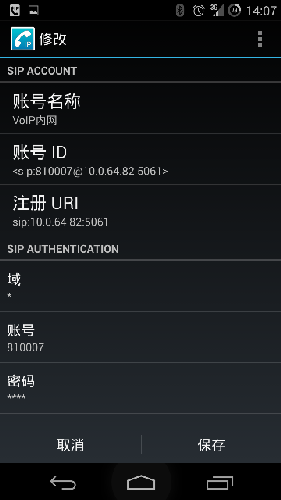 14:07
修改
SIP ACCOUNT
账号名称
VoIP内网
账号 ID
<sip:810007@10.0.64.82:5061>
注册 URI
sip:10.0.64.82:5061
SIP AUTHENTICATION
域
*
账号
810007
密码
****
取消
保存